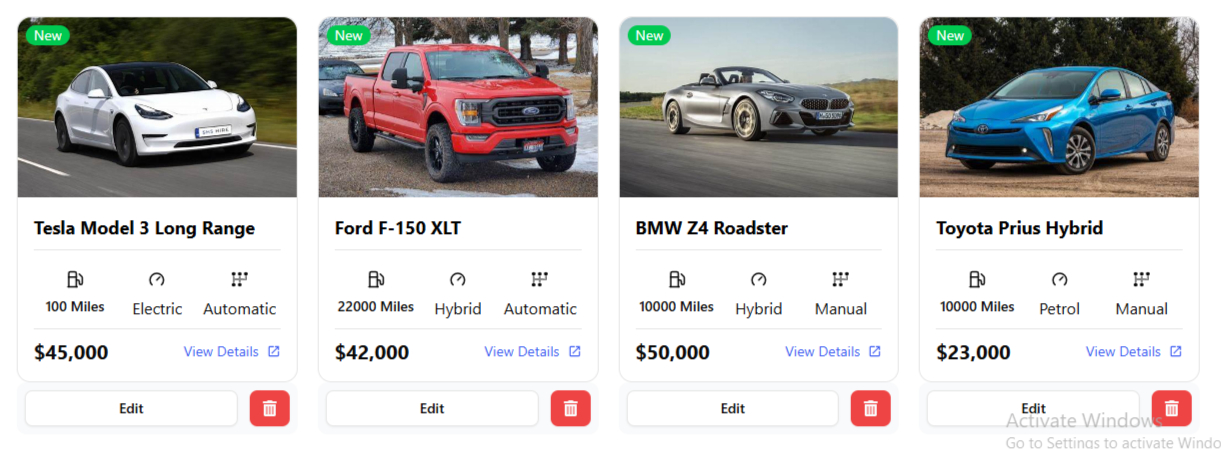 New
New
New
New
Tesla Model 3 Long Range
Ford F-150 XLT
BMW Z4 Roadster
Toyota Prius Hybrid
100 Miles Electric Automatic
22000 Miles Hybrid Automatic
10000 Miles Hybrid Manual
10000 Miles Petrol Manual
$45,000 View Details
$42,000 View Details
$50,000 View Details
$23,000 View Details
Edit
Edit
Edit
Edit
Activate Windows
Go to Settings to activate Windo